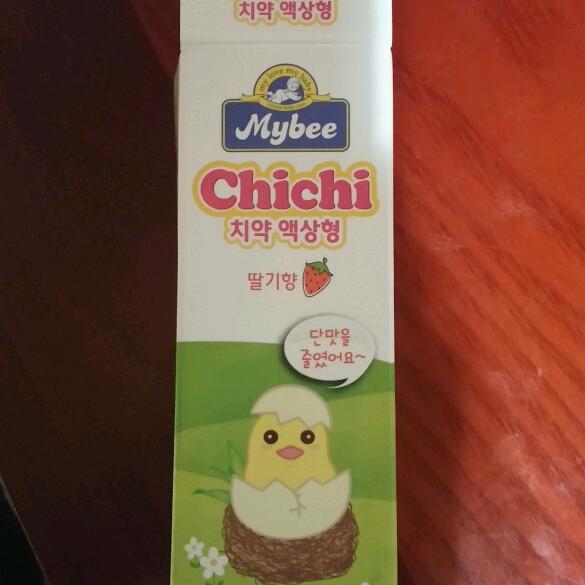 치약 액상형
my love my baby
Mybee
Chichi
치약 액상형
딸기향
단맛을
줄였어요~